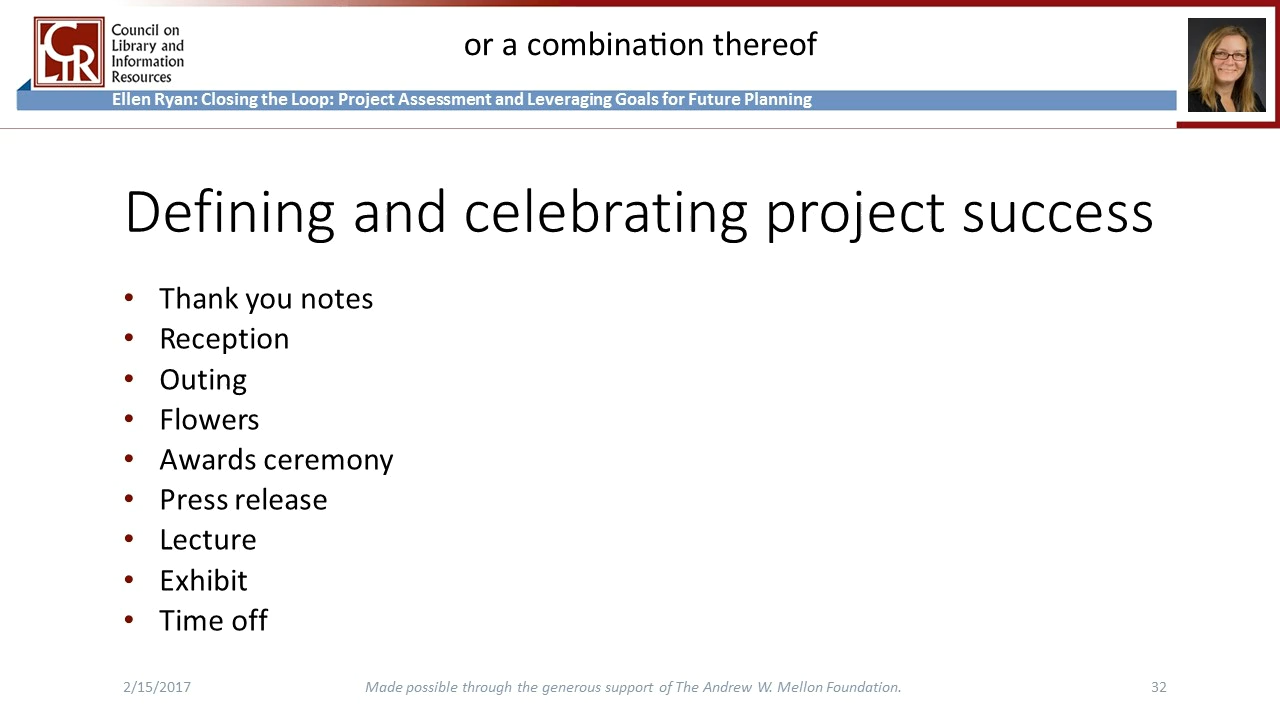 CLIR
Council on
Library and
Information
Resources
or a combination thereof
Ellen Ryan: Closing the Loop: Project Assessment and Leveraging Goals for Future Planning
Defining and celebrating project success
• Thank you notes
• Reception
• Outing
• Flowers
• Awards ceremony
• Press release
• Lecture
• Exhibit
• Time off
2/15/2017 Made possible through the generous support of The Andrew W. Mellon Foundation. 32